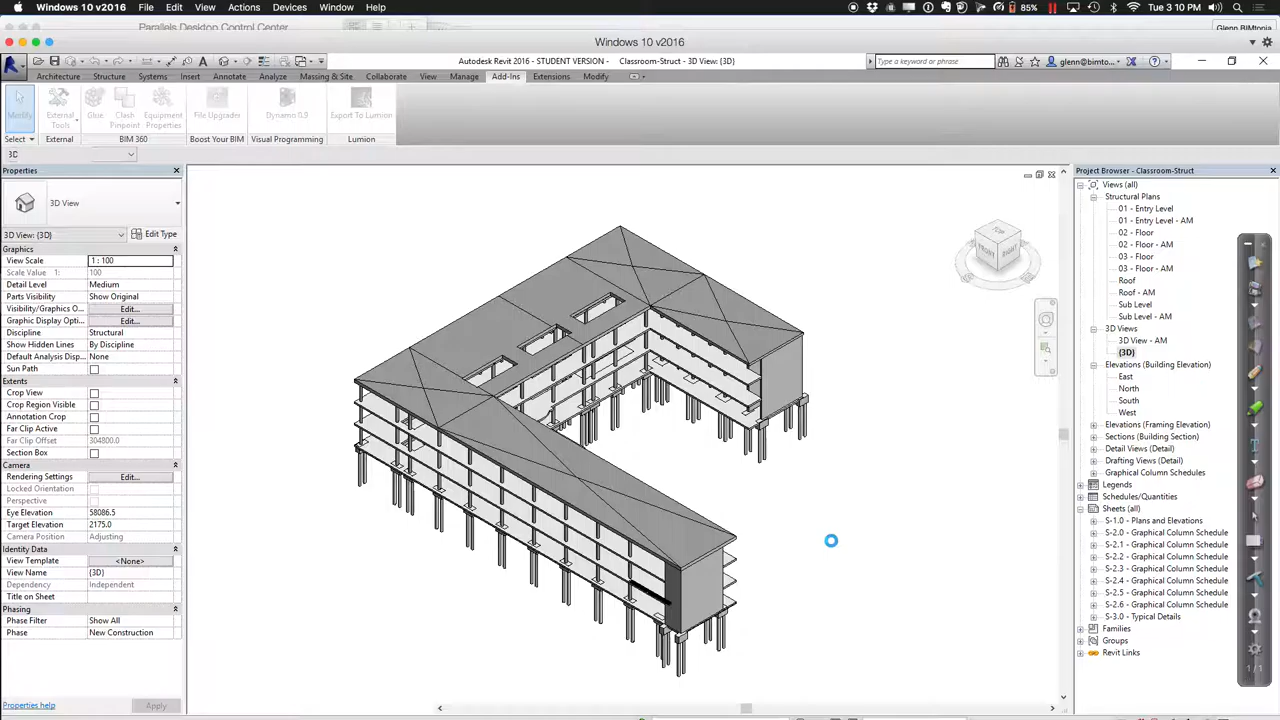 Windows 10 v2016 File Edit View Actions Devices Window Help 85% Tue 3:10 PM
Parallels Desktop Control Center Glenn BIMtopia
Windows 10 v2016
Autodesk Revit 2016 - STUDENT VERSION - Classroom-Struct - 3D View: {3D} Type a keyword or phrase glenn@bimto...
Architecture Structure Systems Insert Annotate Analyze Massing & Site Collaborate View Manage Add-Ins Extensions Modify
Modify External Tools Glue Clash Pinpoint Equipment Properties File Upgrader Dynamo 0.9 Export To Lumion
Select External BIM 360 Boost Your BIM Visual Programming Lumion
Properties
3D View
3D View: {3D} Edit Type
Graphics
View Scale 1 : 100
Scale Value 1: 100
Detail Level Medium
Parts Visibility Show Original
Visibility/Graphics O... Edit...
Graphic Display Opti... Edit...
Discipline Structural
Show Hidden Lines By Discipline
Default Analysis Disp... None
Sun Path
Extents
Crop View
Crop Region Visible
Annotation Crop
Far Clip Active
Far Clip Offset 304800.0
Section Box
Camera
Rendering Settings Edit...
Locked Orientation
Perspective
Eye Elevation 58086.5
Target Elevation 2175.0
Camera Position Adjusting
Identity Data
View Template <None>
View Name {3D}
Dependency Independent
Title on Sheet
Phasing
Phase Filter Show All
Phase New Construction
Properties help Apply
TOP
FRONT RIGHT
Project Browser - Classroom-Struct
Views (all)
Structural Plans
01 - Entry Level
01 - Entry Level - AM
02 - Floor
02 - Floor - AM
03 - Floor
03 - Floor - AM
Roof
Roof - AM
Sub Level
Sub Level - AM
3D Views
3D View - AM
{3D}
Elevations (Building Elevation)
East
North
South
West
Elevations (Framing Elevation)
Sections (Building Section)
Detail Views (Detail)
Drafting Views (Detail)
Graphical Column Schedules
Legends
Schedules/Quantities
Sheets (all)
S-1.0 - Plans and Elevations
S-2.0 - Graphical Column Schedule
S-2.1 - Graphical Column Schedule
S-2.2 - Graphical Column Schedule
S-2.3 - Graphical Column Schedule
S-2.4 - Graphical Column Schedule
S-2.5 - Graphical Column Schedule
S-2.6 - Graphical Column Schedule
S-3.0 - Typical Details
Families
Groups
Revit Links
1/1